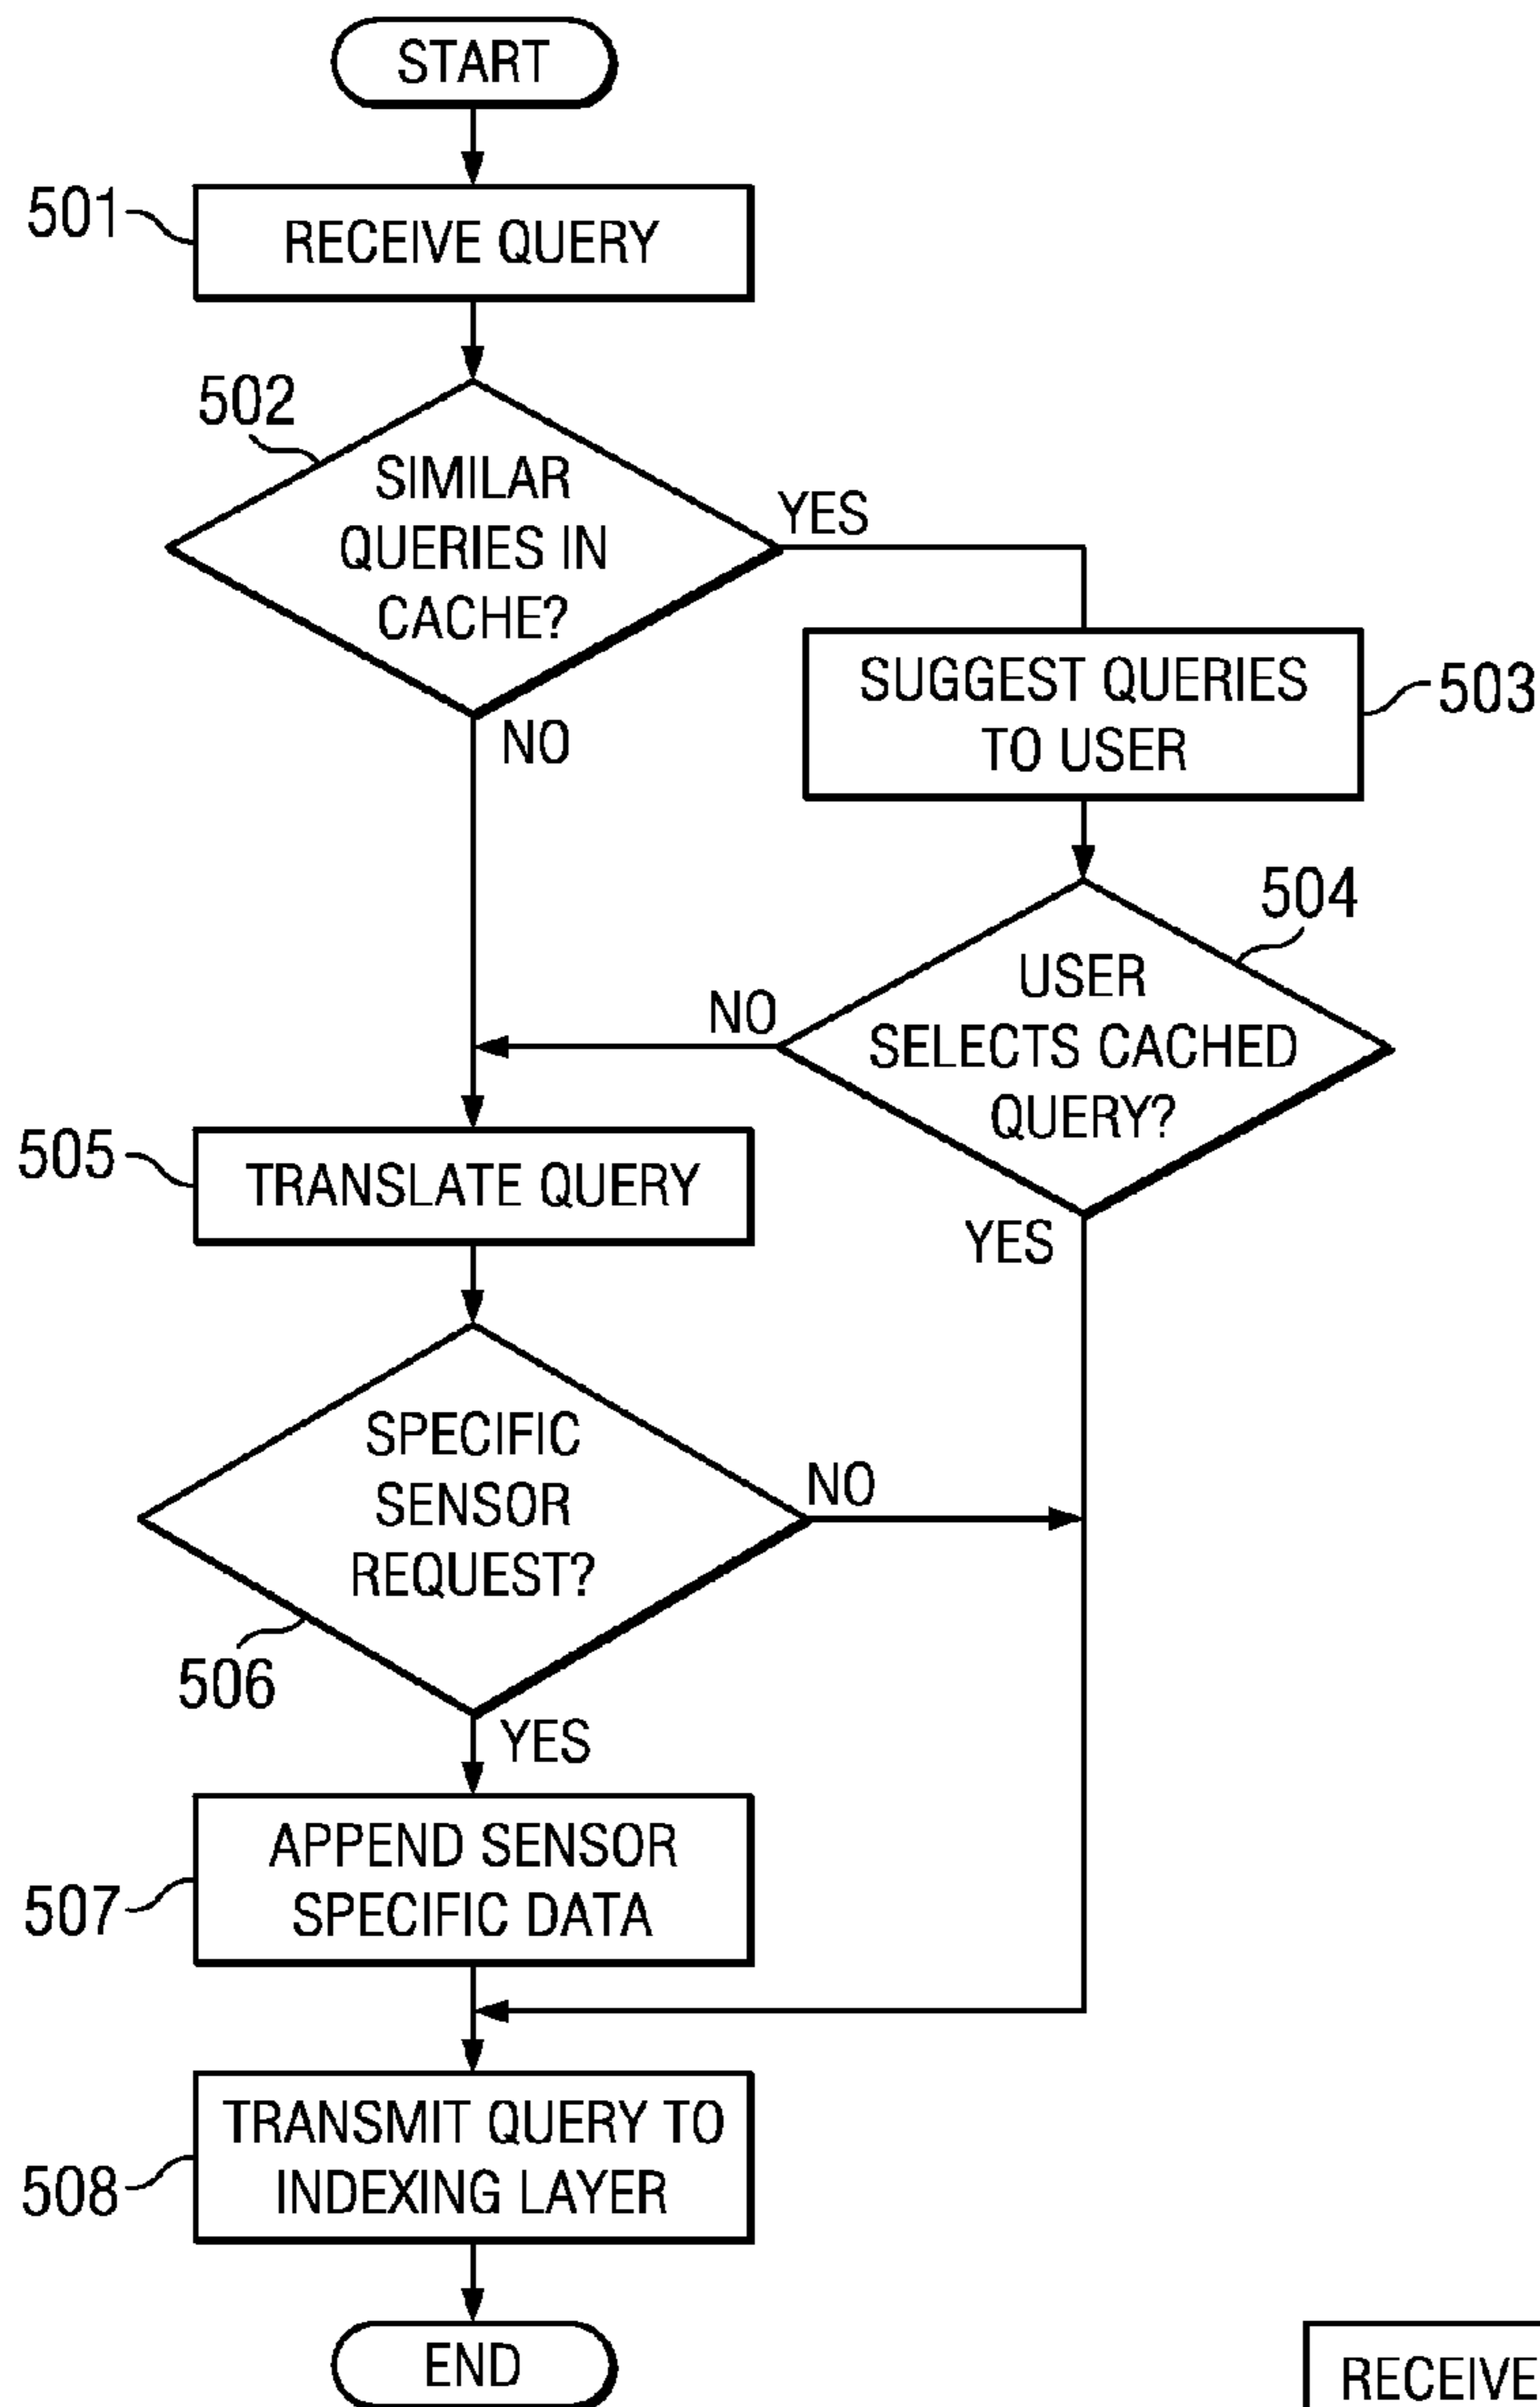 START
501
RECEIVE QUERY
502
SIMILAR
QUERIES IN
CACHE?
YES
NO
SUGGEST QUERIES
TO USER
503
504
USER
SELECTS CACHED
QUERY?
NO
YES
505
TRANSLATE QUERY
SPECIFIC
SENSOR
REQUEST?
NO
506
YES
507
APPEND SENSOR
SPECIFIC DATA
508
TRANSMIT QUERY TO
INDEXING LAYER
END
RECEIVE